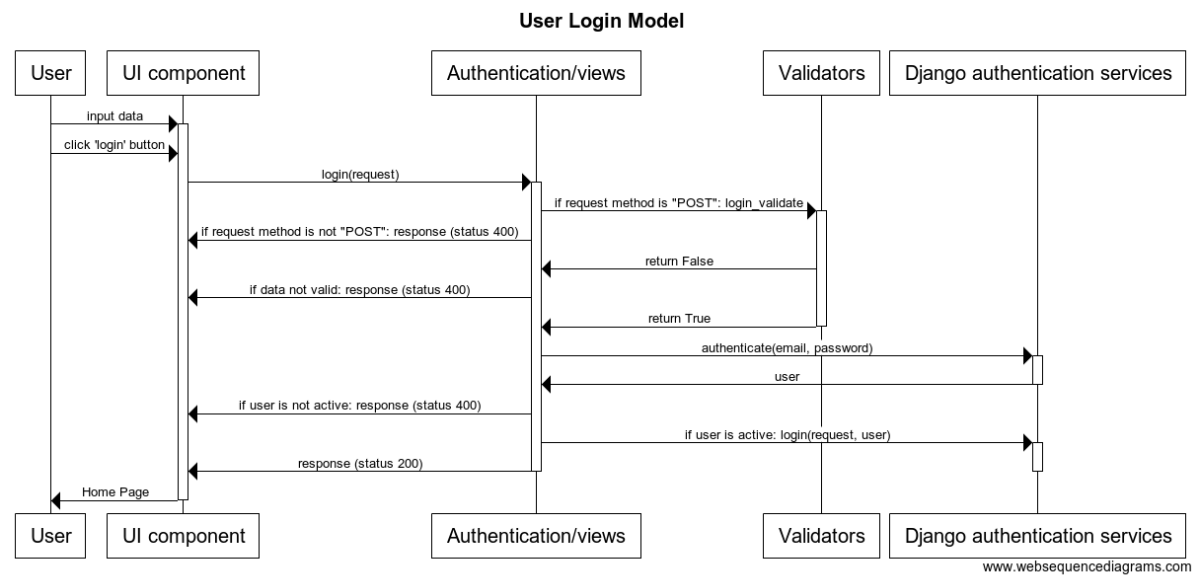 User Login Model
User
UI component
Authentication/views
Validators
Django authentication services
input data
click 'login' button
login(request)
if request method is "POST": login_validate
if request method is not "POST": response (status 400)
return False
if data not valid: response (status 400)
return True
authenticate(email, password)
user
if user is not active: response (status 400)
if user is active: login(request, user)
response (status 200)
Home Page
User
UI component
Authentication/views
Validators
Django authentication services
www.websequencediagrams.com